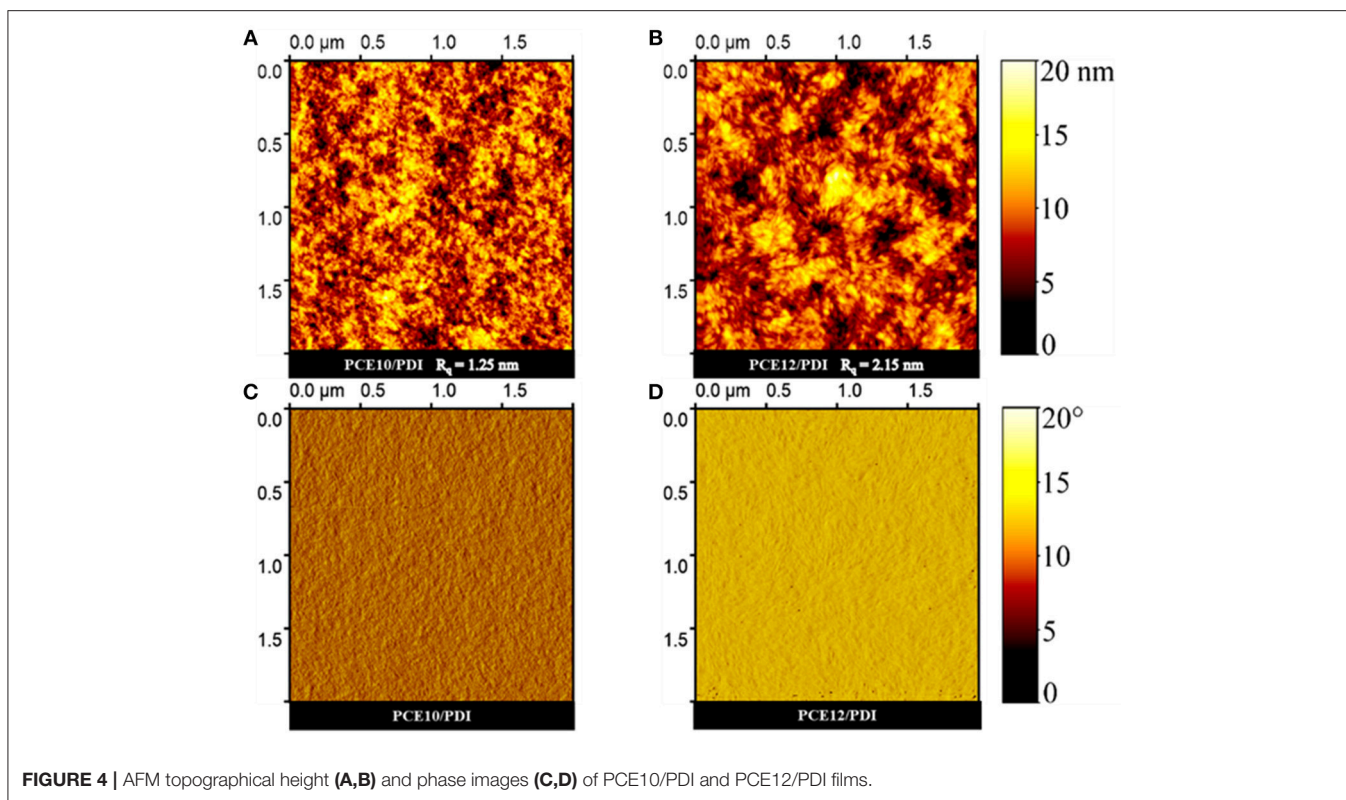 A
0.0 µm 0.5 1.0 1.5
0.0
0.5
1.0
1.5
PCE10/PDI Rq = 1.25 nm
B
0.0 µm 0.5 1.0 1.5
0.0
0.5
1.0
1.5
PCE12/PDI Rq = 2.15 nm
20 nm
15
10
5
0
C
0.0 µm 0.5 1.0 1.5
0.0
0.5
1.0
1.5
PCE10/PDI
D
0.0 µm 0.5 1.0 1.5
0.0
0.5
1.0
1.5
PCE12/PDI
20°
15
10
5
0
FIGURE 4 | AFM topographical height (A,B) and phase images (C,D) of PCE10/PDI and PCE12/PDI films.